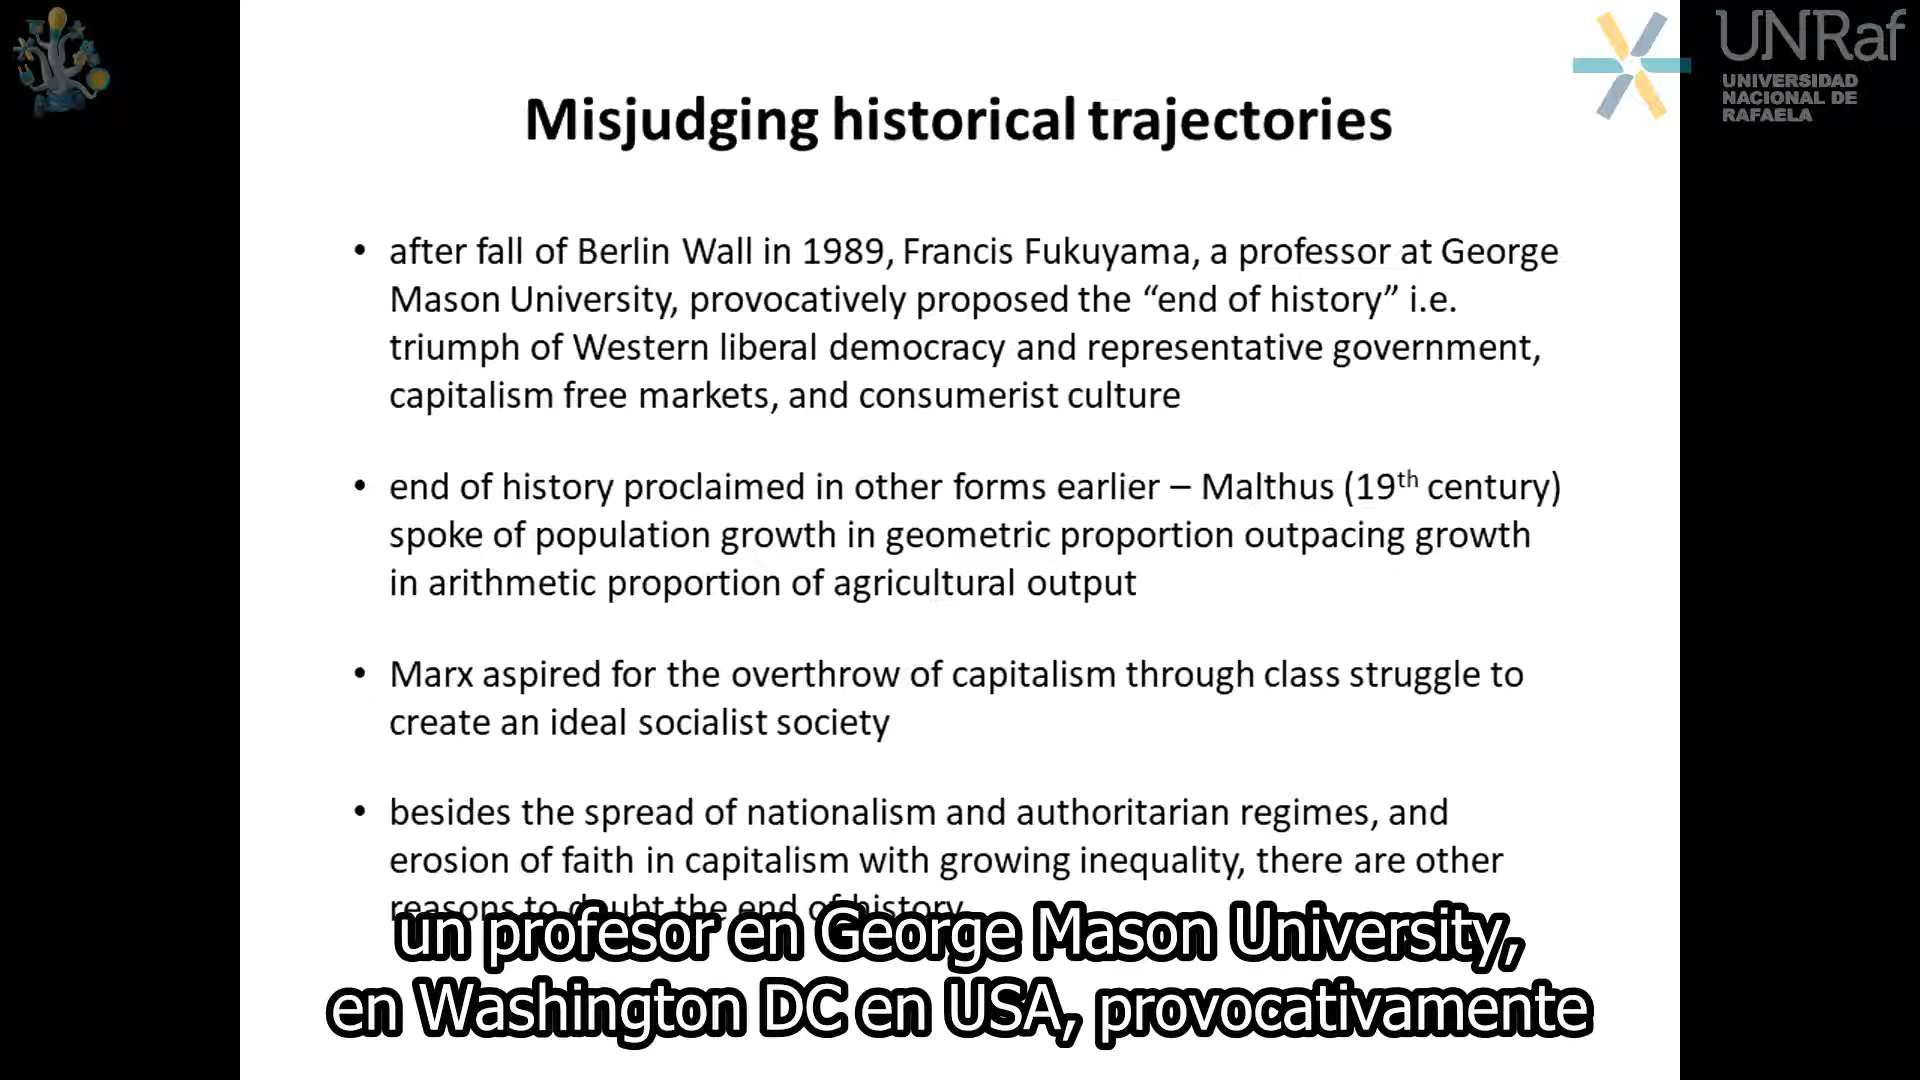 UNRaf
UNIVERSIDAD
NACIONAL DE
RAFAELA
Misjudging historical trajectories
• after fall of Berlin Wall in 1989, Francis Fukuyama, a professor at George
Mason University, provocatively proposed the “end of history” i.e.
triumph of Western liberal democracy and representative government,
capitalism free markets, and consumerist culture
• end of history proclaimed in other forms earlier – Malthus (19th century)
spoke of population growth in geometric proportion outpacing growth
in arithmetic proportion of agricultural output
• Marx aspired for the overthrow of capitalism through class struggle to
create an ideal socialist society
• besides the spread of nationalism and authoritarian regimes, and
erosion of faith in capitalism with growing inequality, there are other
reasons to doubt the end of history
un profesor en George Mason University,
en Washington DC en USA, provocativamente